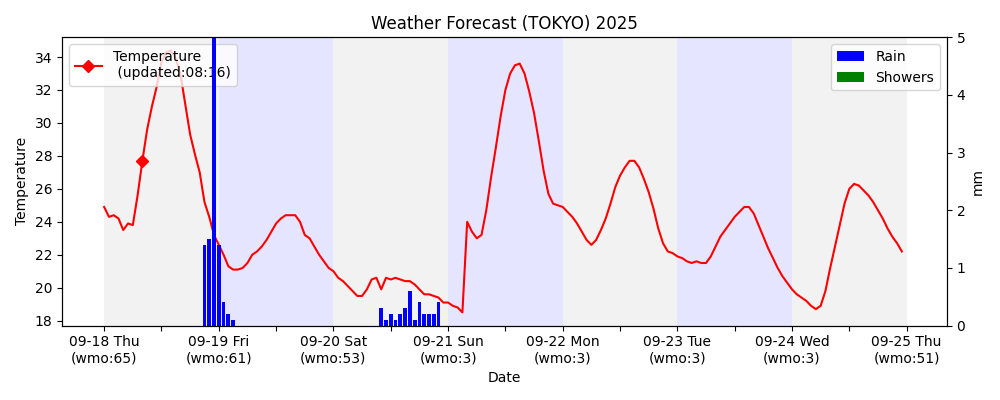 Weather Forecast (TOKYO) 2025
Temperature
(updated:08:16)
Rain
Showers
34
32
30
28
26
24
22
20
18
Temperature
5
4
3
2
1
0
mm
09-18 Thu
(wmo:65)
09-19 Fri
(wmo:61)
09-20 Sat
(wmo:53)
09-21 Sun
(wmo:3)
09-22 Mon
(wmo:3)
09-23 Tue
(wmo:3)
09-24 Wed
(wmo:3)
09-25 Thu
(wmo:51)
Date